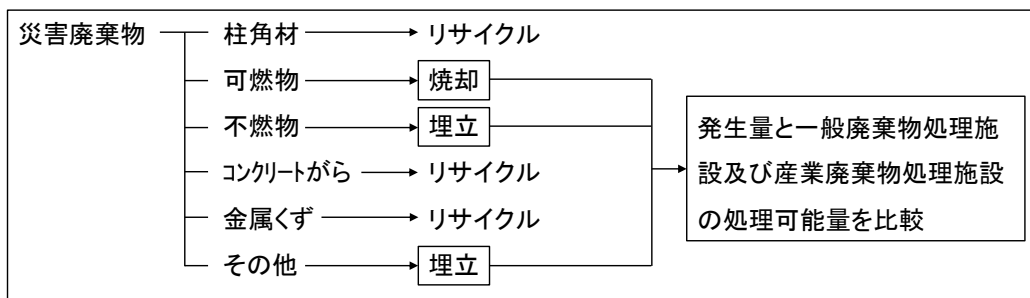 災害廃棄物
柱角材
リサイクル
可燃物
焼却
不燃物
埋立
コンクリートがら
リサイクル
金属くず
リサイクル
その他
埋立
発生量と一般廃棄物処理施
設及び産業廃棄物処理施設
の処理可能量を比較